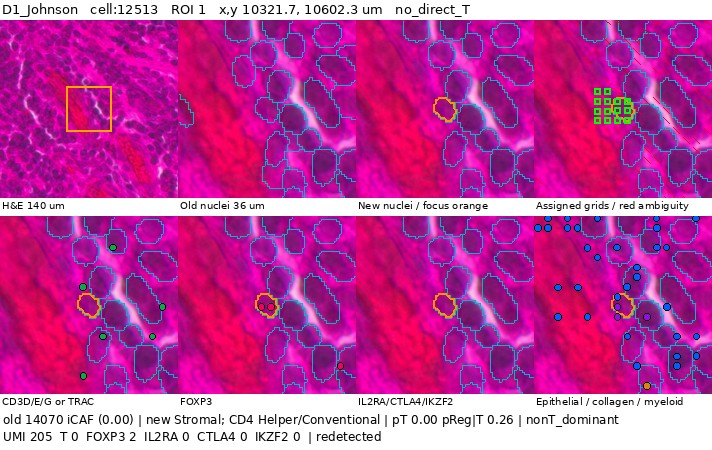 D1_Johnson cell:12513 ROI 1 x,y 10321.7, 10602.3 um no_direct_T
H&E 140 um
Old nuclei 36 um
New nuclei / focus orange
Assigned grids / red ambiguity
CD3D/E/G or TRAC
FOXP3
IL2RA/CTLA4/IKZF2
Epithelial / collagen / myeloid
old 14070 iCAF (0.00) | new Stromal; CD4 Helper/Conventional | pT 0.00 pReg|T 0.26 | nonT_dominant
UMI 205 T 0 FOXP3 2 IL2RA 0 CTLA4 0 IKZF2 0 | redetected